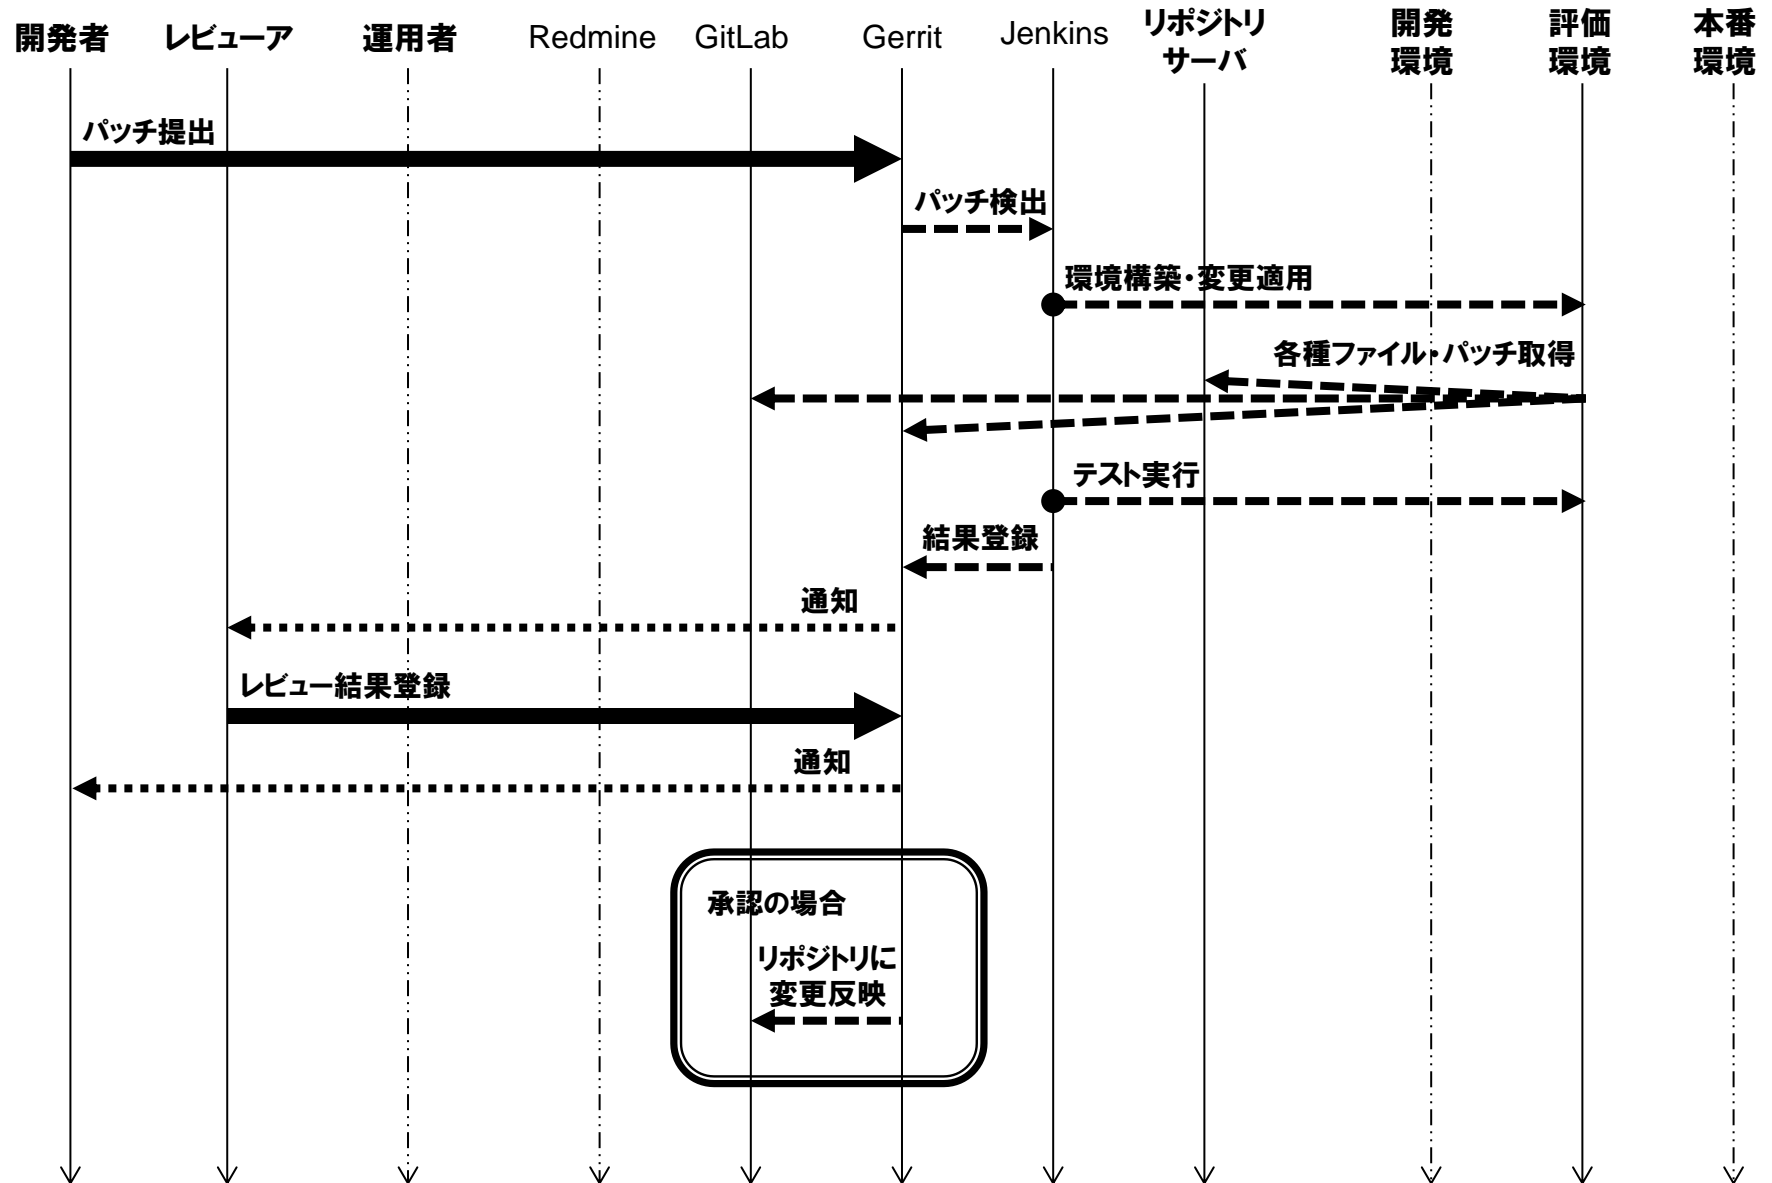 開発者
レビューア
運用者
Redmine
GitLab
Gerrit
Jenkins
リポジトリ
サーバ
開発
環境
評価
環境
本番
環境
パッチ提出
パッチ検出
環境構築・変更適用
各種ファイル・パッチ取得
テスト実行
結果登録
通知
レビュー結果登録
通知
承認の場合
リポジトリに
変更反映